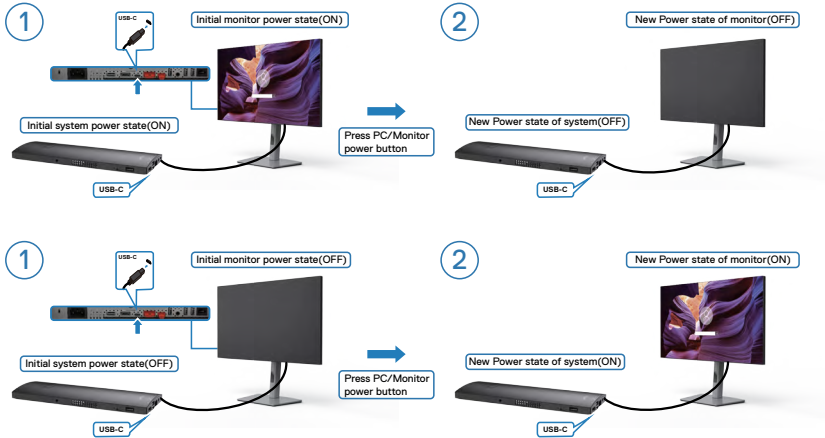 1
USB-C
Initial monitor power state(ON)
Initial system power state(ON)
USB-C
Press PC/Monitor
power button
2
New Power state of monitor(OFF)
New Power state of system(OFF)
USB-C
1
USB-C
Initial monitor power state(OFF)
Initial system power state(OFF)
USB-C
Press PC/Monitor
power button
2
New Power state of monitor(ON)
New Power state of system(ON)
USB-C